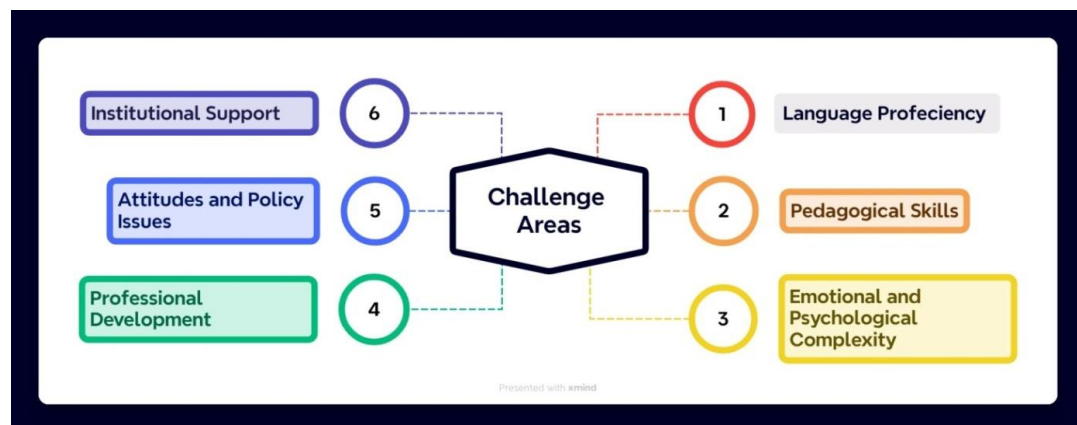 Challenge
Areas
1
Language Profeciency
2
Pedagogical Skills
3
Emotional and
Psychological
Complexity
4
Professional
Development
5
Attitudes and Policy
Issues
6
Institutional Support
Presented with xmind